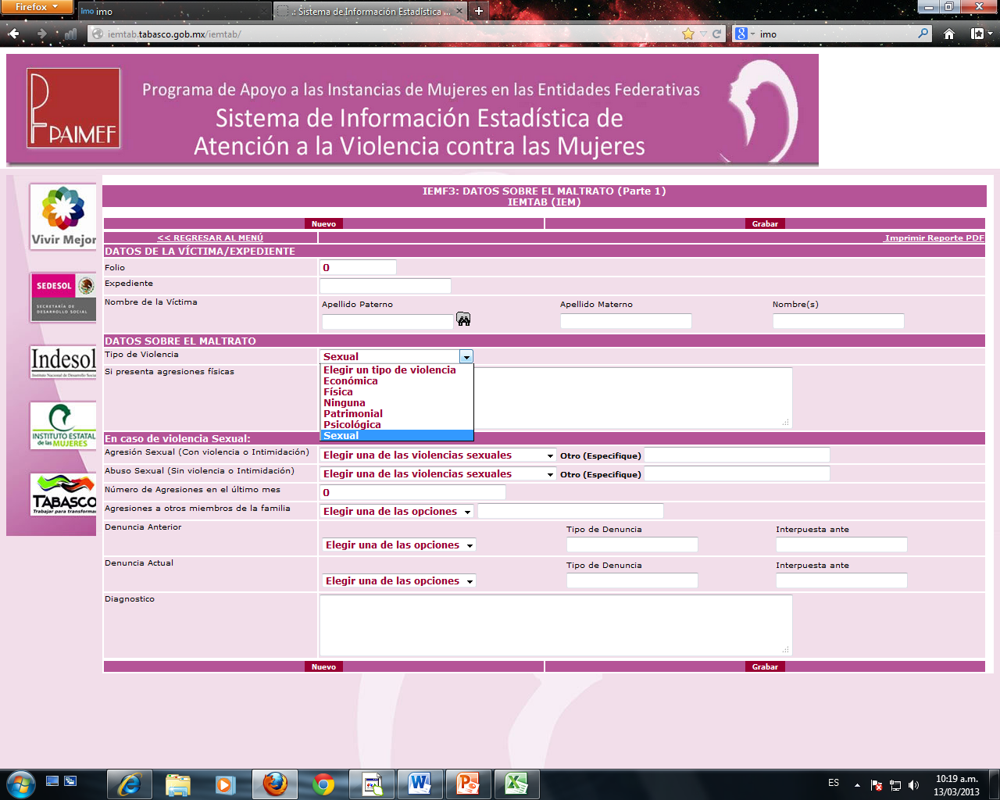 Firefox
imo imo
.: Sistema de Información Estadística ...
iemtab.tabasco.gob.mx/iemtab/
imo
PAIMEF
Programa de Apoyo a las Instancias de Mujeres en las Entidades Federativas
Sistema de Información Estadística de
Atención a la Violencia contra las Mujeres
Vivir Mejor
SEDESOL
SECRETARÍA DE
DESARROLLO SOCIAL
Indesol
Instituto Nacional de Desarrollo Social
INSTITUTO ESTATAL
de las MUJERES
TABASCO
Trabajar para transformar
IEMF3: DATOS SOBRE EL MALTRATO (Parte 1)
IEMTAB (IEM)
Nuevo Grabar
<< REGRESAR AL MENÚ Imprimir Reporte PDF
DATOS DE LA VÍCTIMA/EXPEDIENTE
Folio 0
Expediente
Nombre de la Víctima Apellido Paterno Apellido Materno Nombre(s)
DATOS SOBRE EL MALTRATO
Tipo de Violencia Sexual
Elegir un tipo de violencia
Económica
Física
Ninguna
Patrimonial
Psicológica
Sexual
Si presenta agresiones físicas
En caso de violencia Sexual:
Agresión Sexual (Con violencia o Intimidación) Elegir una de las violencias sexuales Otro (Especifique)
Abuso Sexual (Sin violencia o Intimidación) Elegir una de las violencias sexuales Otro (Especifique)
Número de Agresiones en el último mes 0
Agresiones a otros miembros de la familia Elegir una de las opciones
Denuncia Anterior Tipo de Denuncia Interpuesta ante
Elegir una de las opciones
Denuncia Actual Tipo de Denuncia Interpuesta ante
Elegir una de las opciones
Diagnostico
Nuevo Grabar
ES
10:19 a.m.
13/03/2013